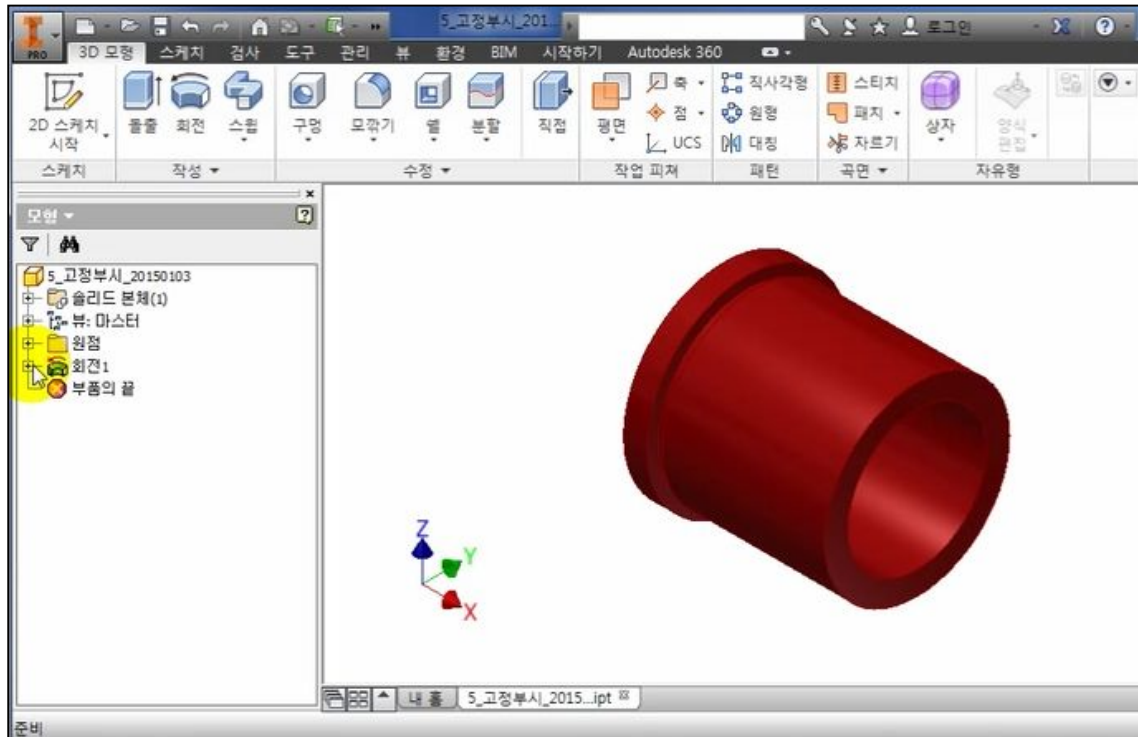 5_고정부시_201...
로그인
PRO
3D 모형 스케치 검사 도구 관리 뷰 환경 BIM 시작하기 Autodesk 360
2D 스케치 시작
돌출 회전 스윕 구멍 모깎기 쉘 분할 직접 평면
축
점
UCS
직사각형
원형
대칭
스티치
패치
자르기
상자
양식 편집
스케치 작성 수정 작업 피쳐 패턴 곡면 자유형
모형
5_고정부시_20150103
솔리드 본체(1)
뷰: 마스터
원점
회전1
부품의 끝
Z
Y
X
내 홈 5_고정부시_2015...ipt
준비